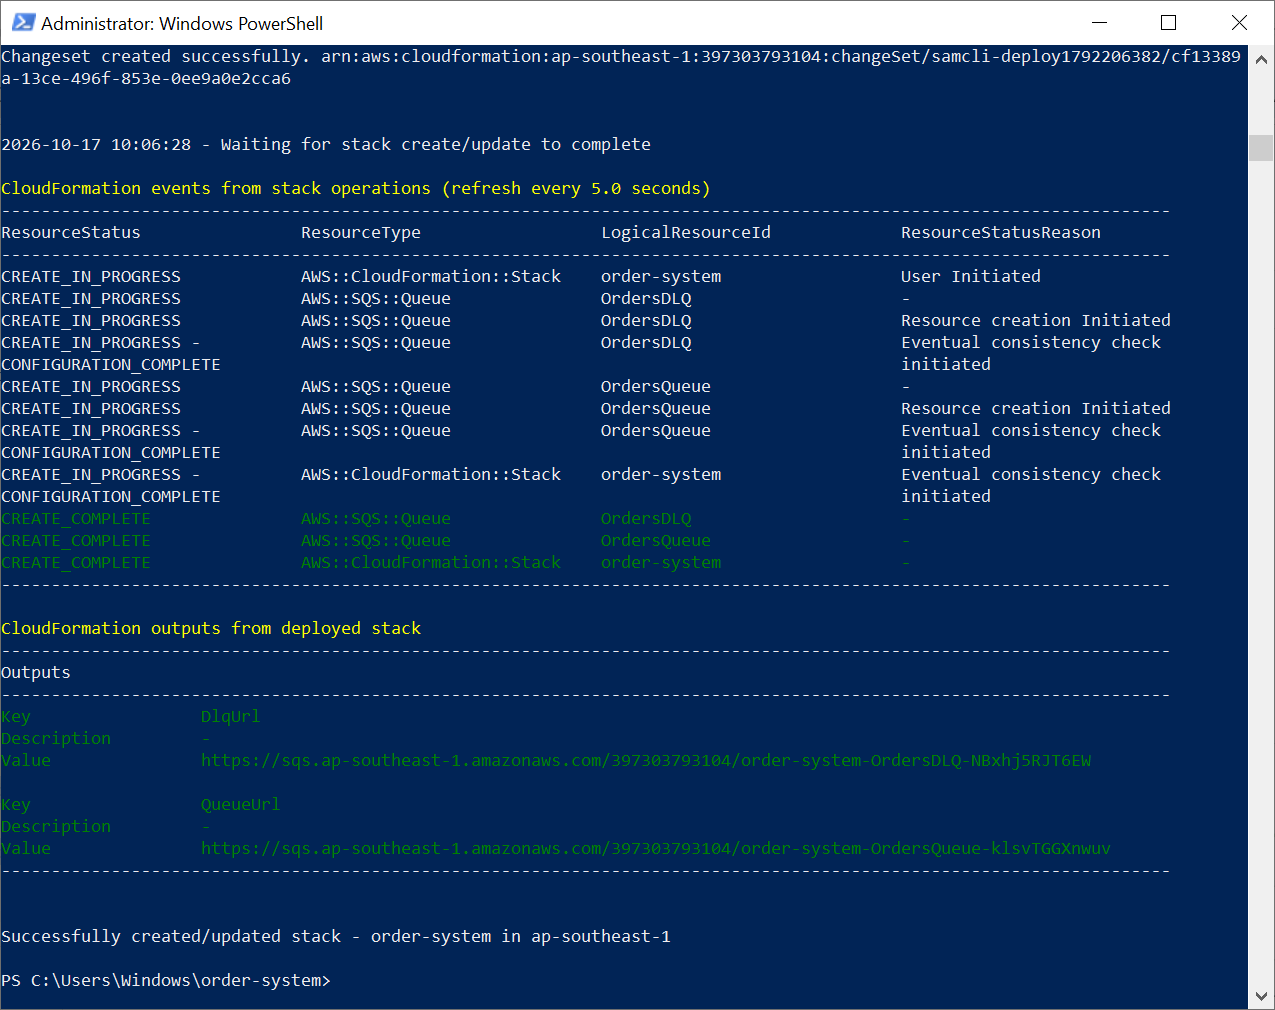 Administrator: Windows PowerShell
Changeset created successfully. arn:aws:cloudformation:ap-southeast-1:397303793104:changeSet/samcli-deploy1792206382/cf13389
a-13ce-496f-853e-0ee9a0e2cca6
2026-10-17 10:06:28 - Waiting for stack create/update to complete
CloudFormation events from stack operations (refresh every 5.0 seconds)
---------------------------------------------------------------------------------------------------------------------
ResourceStatus                ResourceType                  LogicalResourceId             ResourceStatusReason
---------------------------------------------------------------------------------------------------------------------
CREATE_IN_PROGRESS            AWS::CloudFormation::Stack    order-system                  User Initiated
CREATE_IN_PROGRESS            AWS::SQS::Queue               OrdersDLQ                     -
CREATE_IN_PROGRESS            AWS::SQS::Queue               OrdersDLQ                     Resource creation Initiated
CREATE_IN_PROGRESS -          AWS::SQS::Queue               OrdersDLQ                     Eventual consistency check
CONFIGURATION_COMPLETE                                                                    initiated
CREATE_IN_PROGRESS            AWS::SQS::Queue               OrdersQueue                   -
CREATE_IN_PROGRESS            AWS::SQS::Queue               OrdersQueue                   Resource creation Initiated
CREATE_IN_PROGRESS -          AWS::SQS::Queue               OrdersQueue                   Eventual consistency check
CONFIGURATION_COMPLETE                                                                    initiated
CREATE_IN_PROGRESS -          AWS::CloudFormation::Stack    order-system                  Eventual consistency check
CONFIGURATION_COMPLETE                                                                    initiated
CREATE_COMPLETE               AWS::SQS::Queue               OrdersDLQ                     -
CREATE_COMPLETE               AWS::SQS::Queue               OrdersQueue                   -
CREATE_COMPLETE               AWS::CloudFormation::Stack    order-system                  -
---------------------------------------------------------------------------------------------------------------------
CloudFormation outputs from deployed stack
---------------------------------------------------------------------------------------------------------------------
Outputs
---------------------------------------------------------------------------------------------------------------------
Key                 DlqUrl
Description         -
Value               https://sqs.ap-southeast-1.amazonaws.com/397303793104/order-system-OrdersDLQ-NBxhj5RJT6EW
Key                 QueueUrl
Description         -
Value               https://sqs.ap-southeast-1.amazonaws.com/397303793104/order-system-OrdersQueue-klsvTGGXnwuv
---------------------------------------------------------------------------------------------------------------------
Successfully created/updated stack - order-system in ap-southeast-1
PS C:\Users\Windows\order-system>